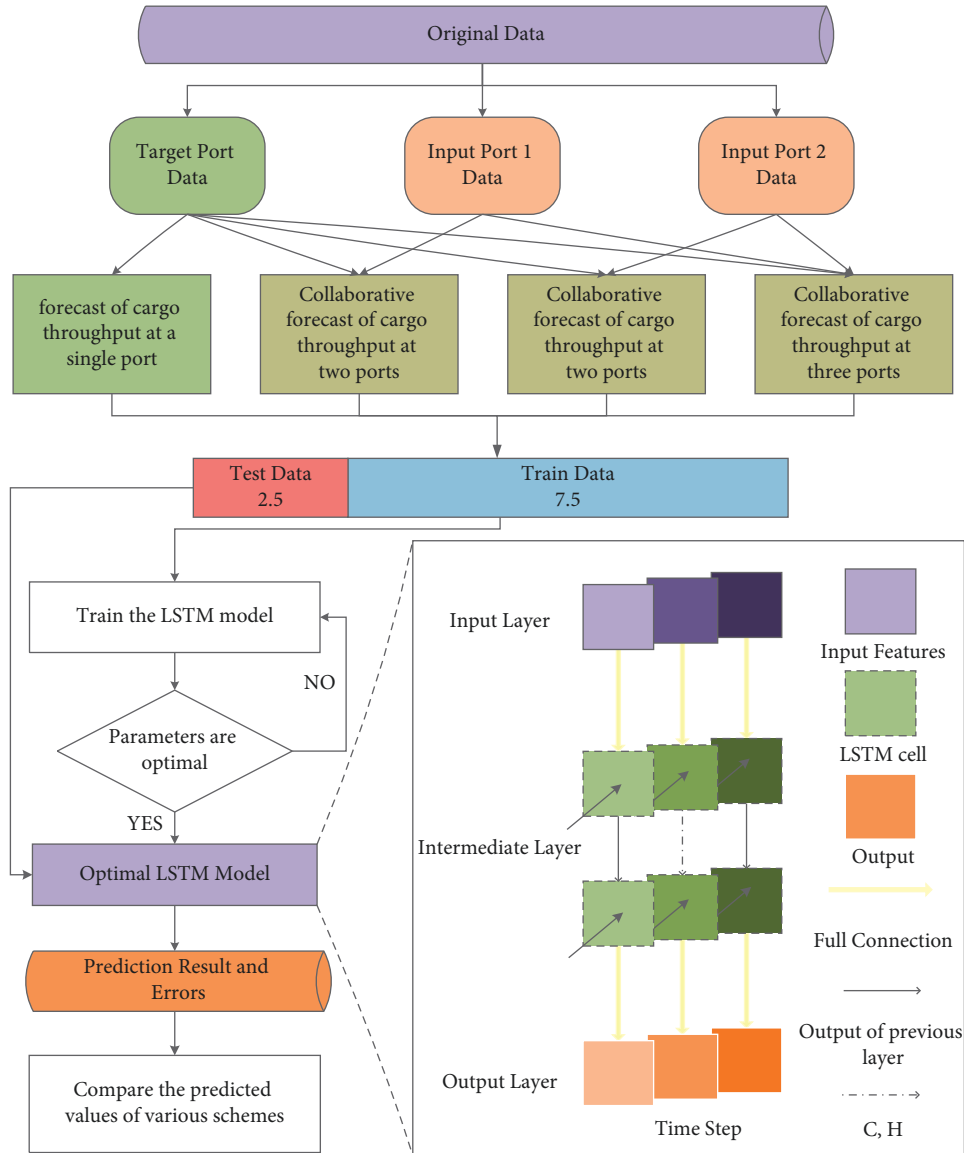 Original Data
Target Port
Data
Input Port 1
Data
Input Port 2
Data
forecast of cargo
throughput at a
single port
Collaborative
forecast of cargo
throughput at
two ports
Collaborative
forecast of cargo
throughput at
two ports
Collaborative
forecast of cargo
throughput at
three ports
Test Data
2.5
Train Data
7.5
Train the LSTM model
NO
Parameters are
optimal
YES
Optimal LSTM Model
Prediction Result and
Errors
Compare the predicted
values of various schemes
Input Layer
Intermediate Layer
Output Layer
Time Step
Input Features
LSTM cell
Output
Full Connection
Output of previous
layer
C, H